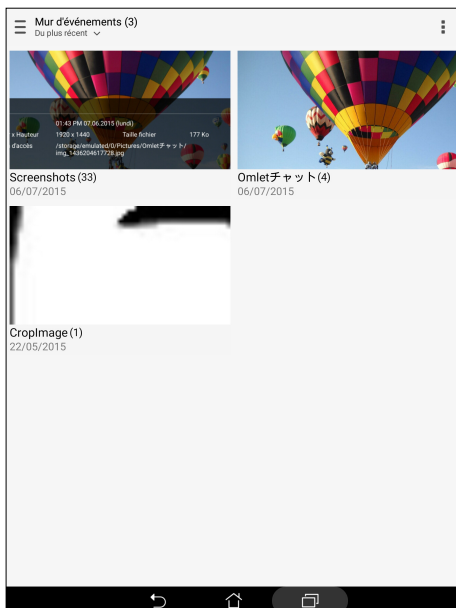 Mur d'événements (3)
Du plus récent
01:43 PM 07.06.2015 (lundi)
x Hauteur 1920 x 1440 Taille fichier 177 Ko
d'accès /storage/emulated/0/Pictures/Omletチャット/
img_1436204617728.jpg
Screenshots (33)
06/07/2015
Omletチャット(4)
06/07/2015
CropImage (1)
22/05/2015